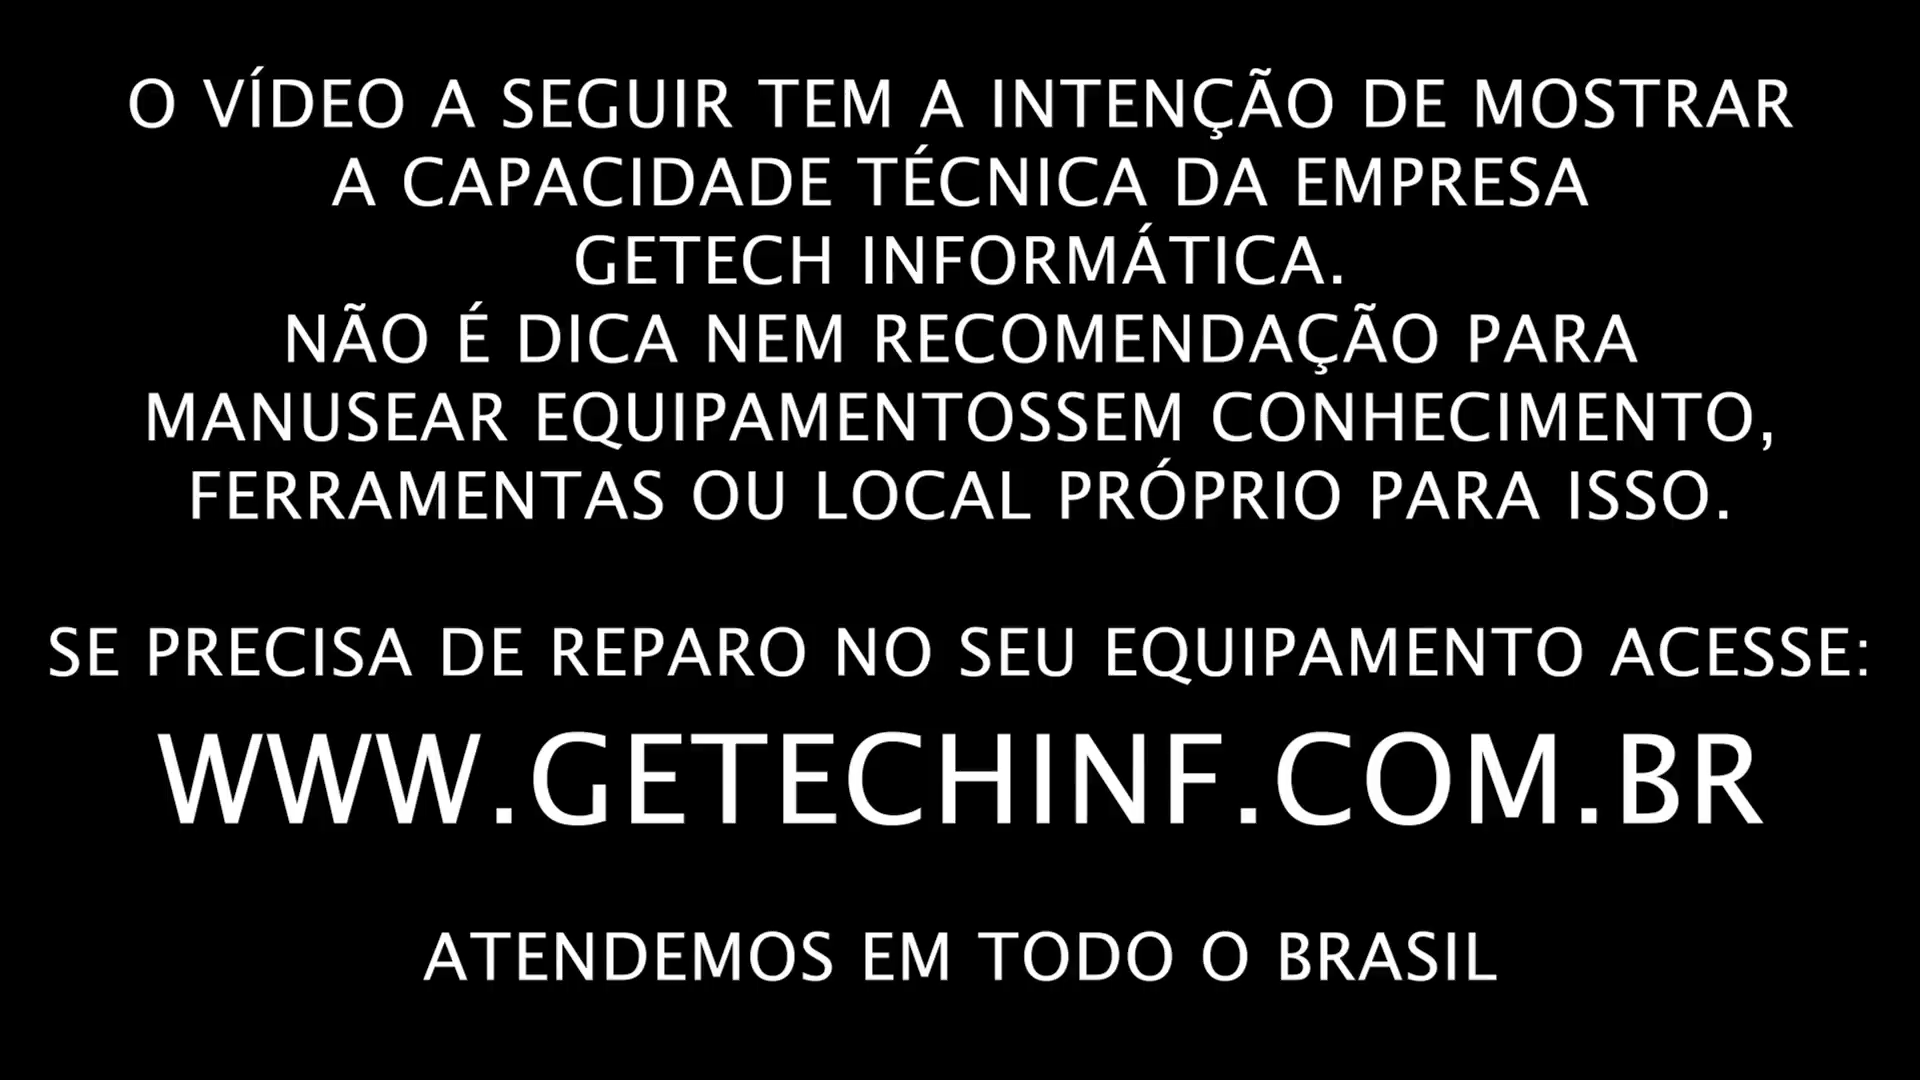 O VÍDEO A SEGUIR TEM A INTENÇÃO DE MOSTRAR
A CAPACIDADE TÉCNICA DA EMPRESA
GETECH INFORMÁTICA.
NÃO É DICA NEM RECOMENDAÇÃO PARA
MANUSEAR EQUIPAMENTOSSEM CONHECIMENTO,
FERRAMENTAS OU LOCAL PRÓPRIO PARA ISSO.
SE PRECISA DE REPARO NO SEU EQUIPAMENTO ACESSE:
WWW.GETECHINF.COM.BR
ATENDEMOS EM TODO O BRASIL